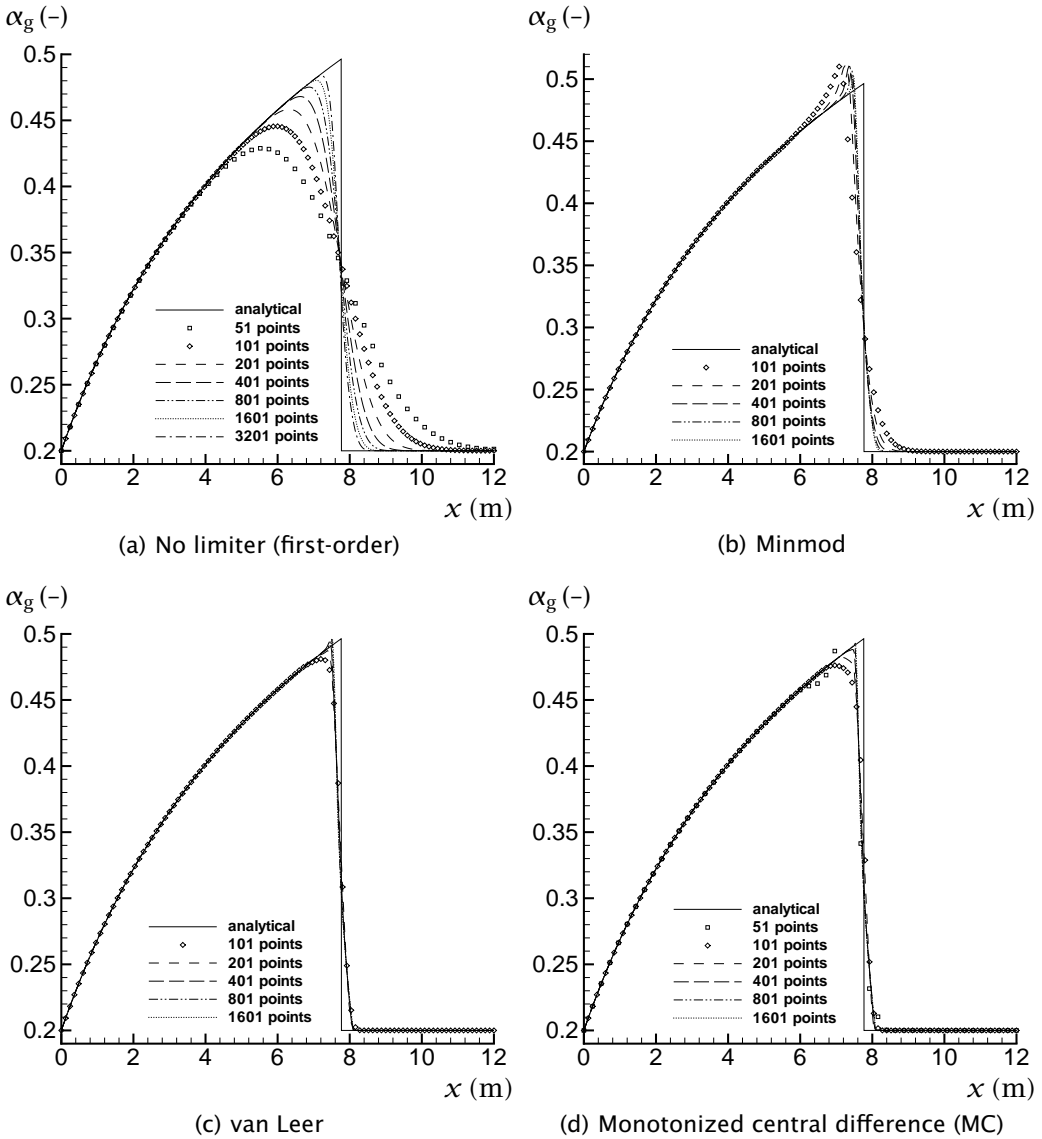 αg (–)
0.5
0.45
0.4
0.35
0.3
0.25
0.2
analytical
51 points
101 points
201 points
401 points
801 points
1601 points
3201 points
0 2 4 6 8 10 12
x (m)
(a) No limiter (first-order)
αg (–)
0.5
0.45
0.4
0.35
0.3
0.25
0.2
analytical
101 points
201 points
401 points
801 points
1601 points
0 2 4 6 8 10 12
x (m)
(b) Minmod
αg (–)
0.5
0.45
0.4
0.35
0.3
0.25
0.2
analytical
101 points
201 points
401 points
801 points
1601 points
0 2 4 6 8 10 12
x (m)
(c) van Leer
αg (–)
0.5
0.45
0.4
0.35
0.3
0.25
0.2
analytical
51 points
101 points
201 points
401 points
801 points
1601 points
0 2 4 6 8 10 12
x (m)
(d) Monotonized central difference (MC)